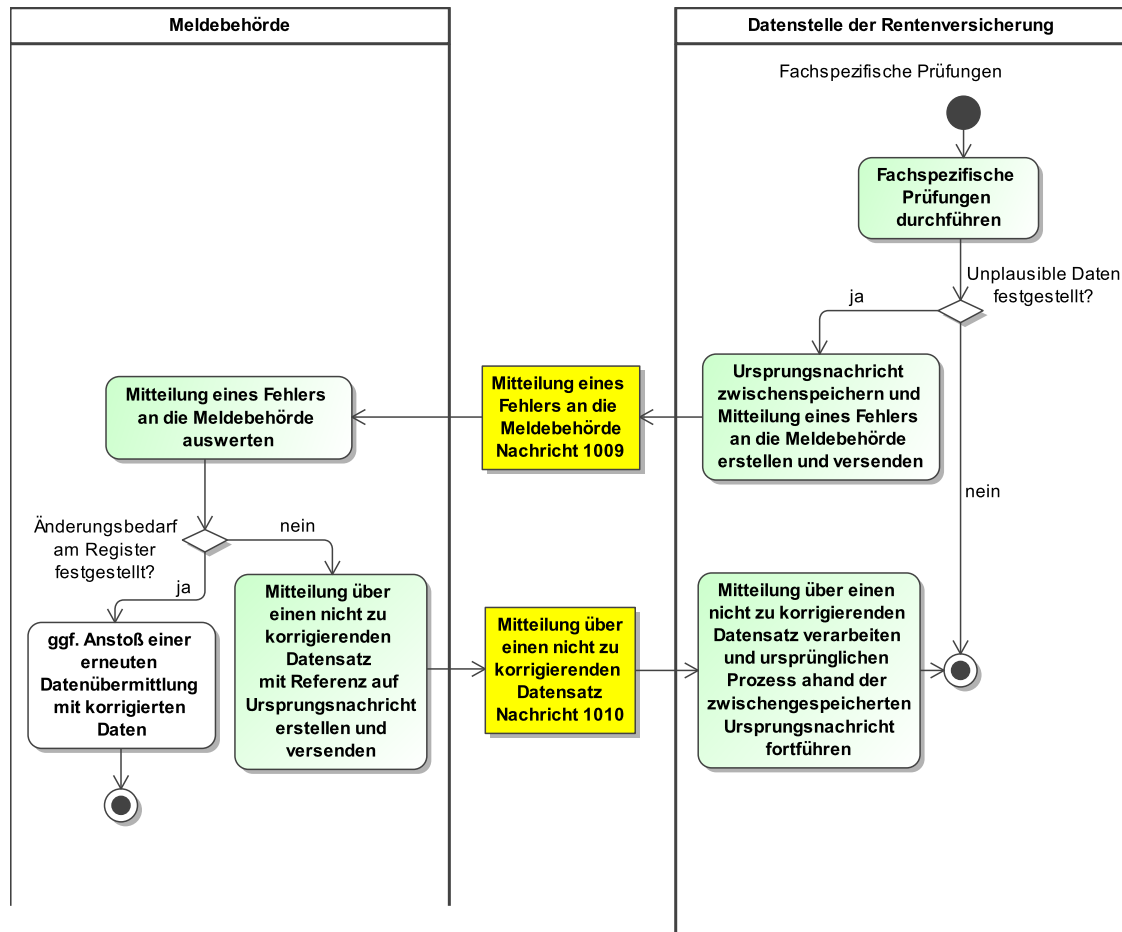 Meldebehörde
Datenstelle der Rentenversicherung
Fachspezifische Prüfungen
Fachspezifische
Prüfungen
durchführen
Unplausible Daten
festgestellt?
ja
nein
Ursprungsnachricht
zwischenspeichern und
Mitteilung eines Fehlers
an die Meldebehörde
erstellen und versenden
Mitteilung eines
Fehlers an die
Meldebehörde
Nachricht 1009
Mitteilung eines Fehlers
an die Meldebehörde
auswerten
Änderungsbedarf
am Register
festgestellt?
nein
ja
ggf. Anstoß einer
erneuten
Datenübermittlung
mit korrigierten
Daten
Mitteilung über
einen nicht zu
korrigierenden
Datensatz
mit Referenz auf
Ursprungsnachricht
erstellen und
versenden
Mitteilung über
einen nicht zu
korrigierenden
Datensatz
Nachricht 1010
Mitteilung über einen
nicht zu korrigierenden
Datensatz verarbeiten
und ursprünglichen
Prozess ahand der
zwischengespeicherten
Ursprungsnachricht
fortführen